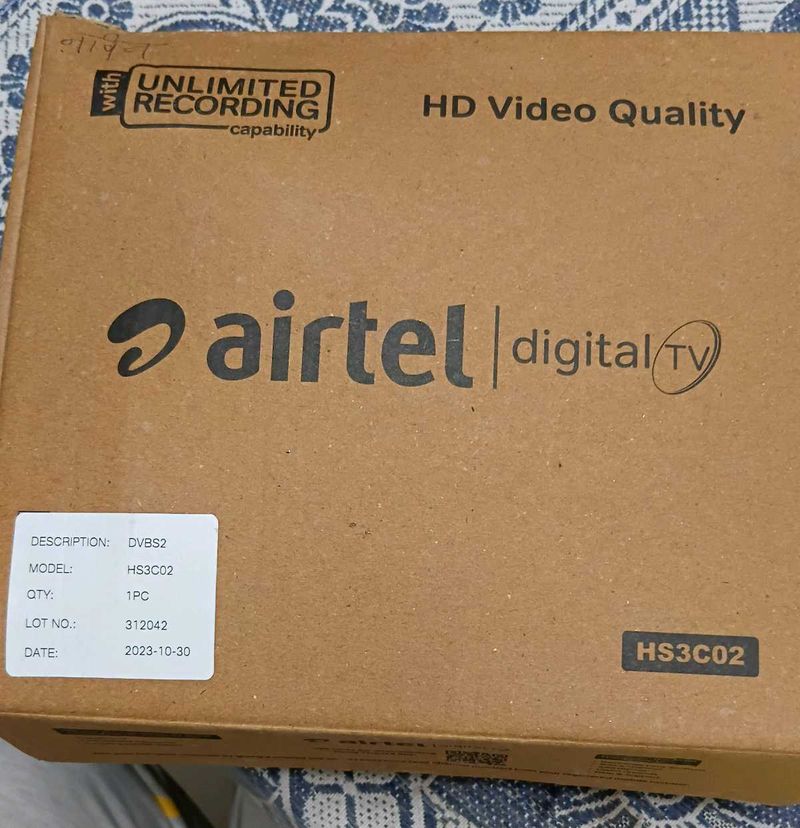 with UNLIMITED
RECORDING
capability
HD Video Quality
airtel digital TV
DESCRIPTION: DVBS2
MODEL: HS3C02
QTY: 1PC
LOT NO.: 312042
DATE: 2023-10-30
HS3C02
airtel